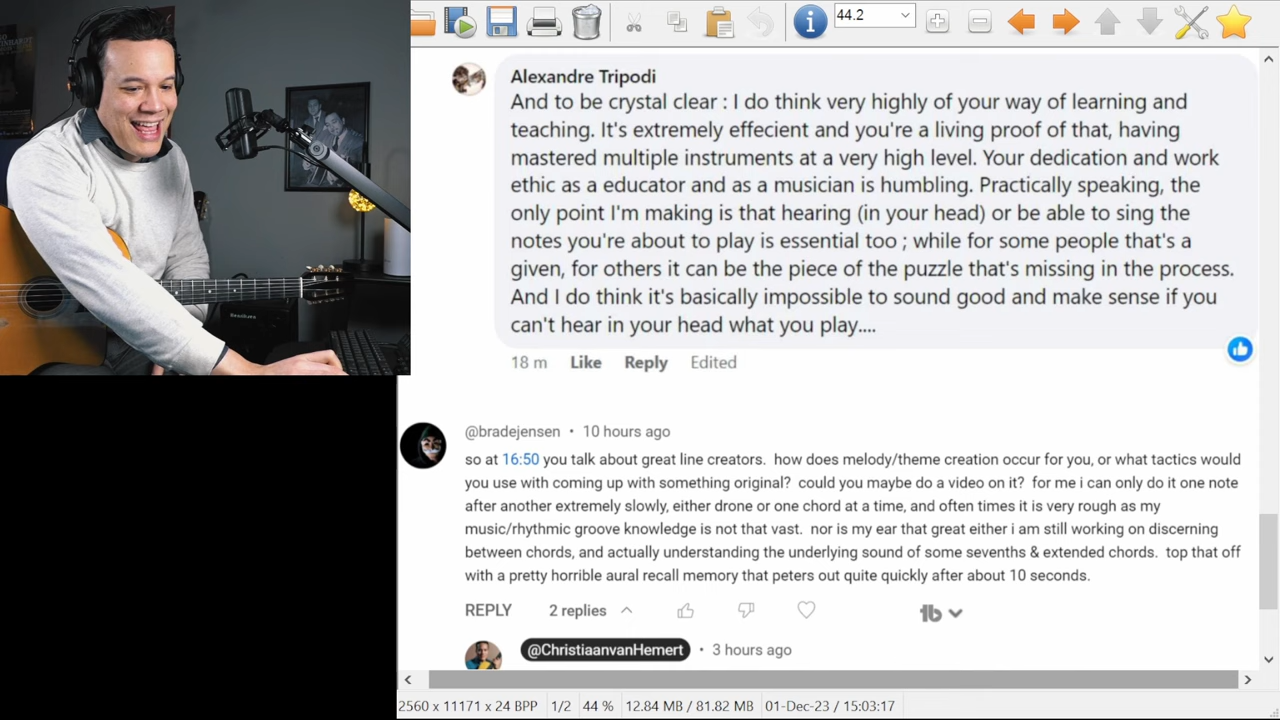 44.2
Alexandre Tripodi
And to be crystal clear : I do think very highly of your way of learning and
teaching. It's extremely effecient and you're a living proof of that, having
mastered multiple instruments at a very high level. Your dedication and work
ethic as a educator and as a musician is humbling. Practically speaking, the
only point I'm making is that hearing (in your head) or be able to sing the
notes you're about to play is essential too ; while for some people that's a
given, for others it can be the piece of the puzzle that's missing in the process.
And I do think it's basically impossible to sound good and make sense if you
can't hear in your head what you play....
18 m Like Reply Edited
@bradejensen • 10 hours ago
so at 16:50 you talk about great line creators. how does melody/theme creation occur for you, or what tactics would
you use with coming up with something original? could you maybe do a video on it? for me i can only do it one note
after another extremely slowly, either drone or one chord at a time, and often times it is very rough as my
music/rhythmic groove knowledge is not that vast. nor is my ear that great either i am still working on discerning
between chords, and actually understanding the underlying sound of some sevenths & extended chords. top that off
with a pretty horrible aural recall memory that peters out quite quickly after about 10 seconds.
REPLY 2 replies
@ChristiaanvanHemert • 3 hours ago
2560 x 11171 x 24 BPP 1/2 44 % 12.84 MB / 81.82 MB 01-Dec-23 / 15:03:17